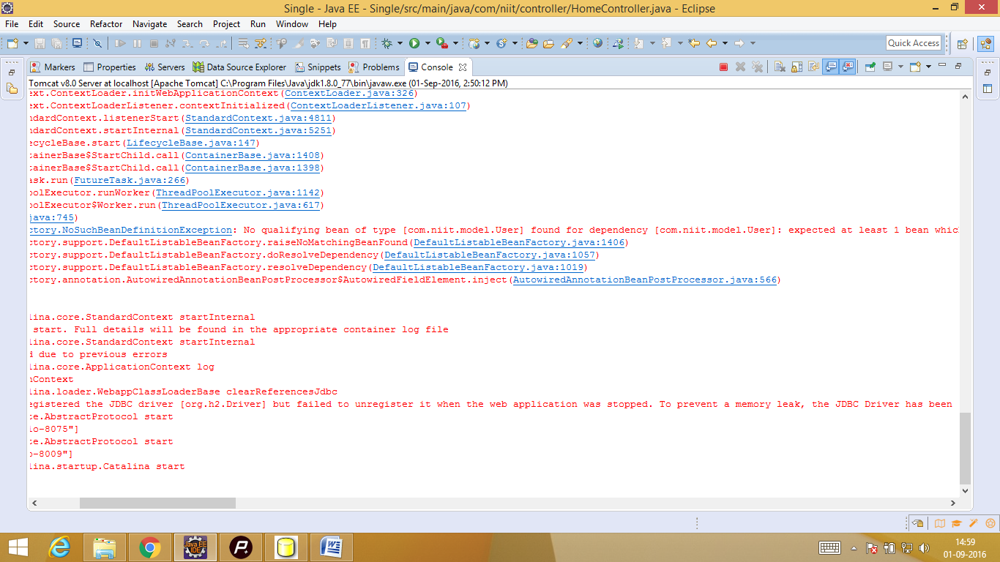 Single - Java EE - Single/src/main/java/com/niit/controller/HomeController.java - Eclipse
File Edit Source Refactor Navigate Search Project Run Window Help
Quick Access
Markers Properties Servers Data Source Explorer Snippets Problems Console
Tomcat v8.0 Server at localhost [Apache Tomcat] C:\Program Files\Java\jdk1.8.0_77\bin\javaw.exe (01-Sep-2016, 2:50:12 PM)
ext.ContextLoader.initWebApplicationContext(ContextLoader.java:326)
ext.ContextLoaderListener.contextInitialized(ContextLoaderListener.java:107)
ndardContext.listenerStart(StandardContext.java:4811)
ndardContext.startInternal(StandardContext.java:5251)
ecycleBase.start(LifecycleBase.java:147)
tainerBase$StartChild.call(ContainerBase.java:1408)
tainerBase$StartChild.call(ContainerBase.java:1398)
ask.run(FutureTask.java:266)
oolExecutor.runWorker(ThreadPoolExecutor.java:1142)
oolExecutor$Worker.run(ThreadPoolExecutor.java:617)
java:745)
ctory.NoSuchBeanDefinitionException: No qualifying bean of type [com.niit.model.User] found for dependency [com.niit.model.User]: expected at least 1 bean whic
ctory.support.DefaultListableBeanFactory.raiseNoMatchingBeanFound(DefaultListableBeanFactory.java:1406)
ctory.support.DefaultListableBeanFactory.doResolveDependency(DefaultListableBeanFactory.java:1057)
ctory.support.DefaultListableBeanFactory.resolveDependency(DefaultListableBeanFactory.java:1019)
ctory.annotation.AutowiredAnnotationBeanPostProcessor$AutowiredFieldElement.inject(AutowiredAnnotationBeanPostProcessor.java:566)
lina.core.StandardContext startInternal
start. Full details will be found in the appropriate container log file
lina.core.StandardContext startInternal
d due to previous errors
lina.core.ApplicationContext log
nContext
lina.loader.WebappClassLoaderBase clearReferencesJdbc
egistered the JDBC driver [org.h2.Driver] but failed to unregister it when the web application was stopped. To prevent a memory leak, the JDBC Driver has been
te.AbstractProtocol start
io-8075"]
te.AbstractProtocol start
o-8009"]
lina.startup.Catalina start
Java EE
IDE
14:59
01-09-2016